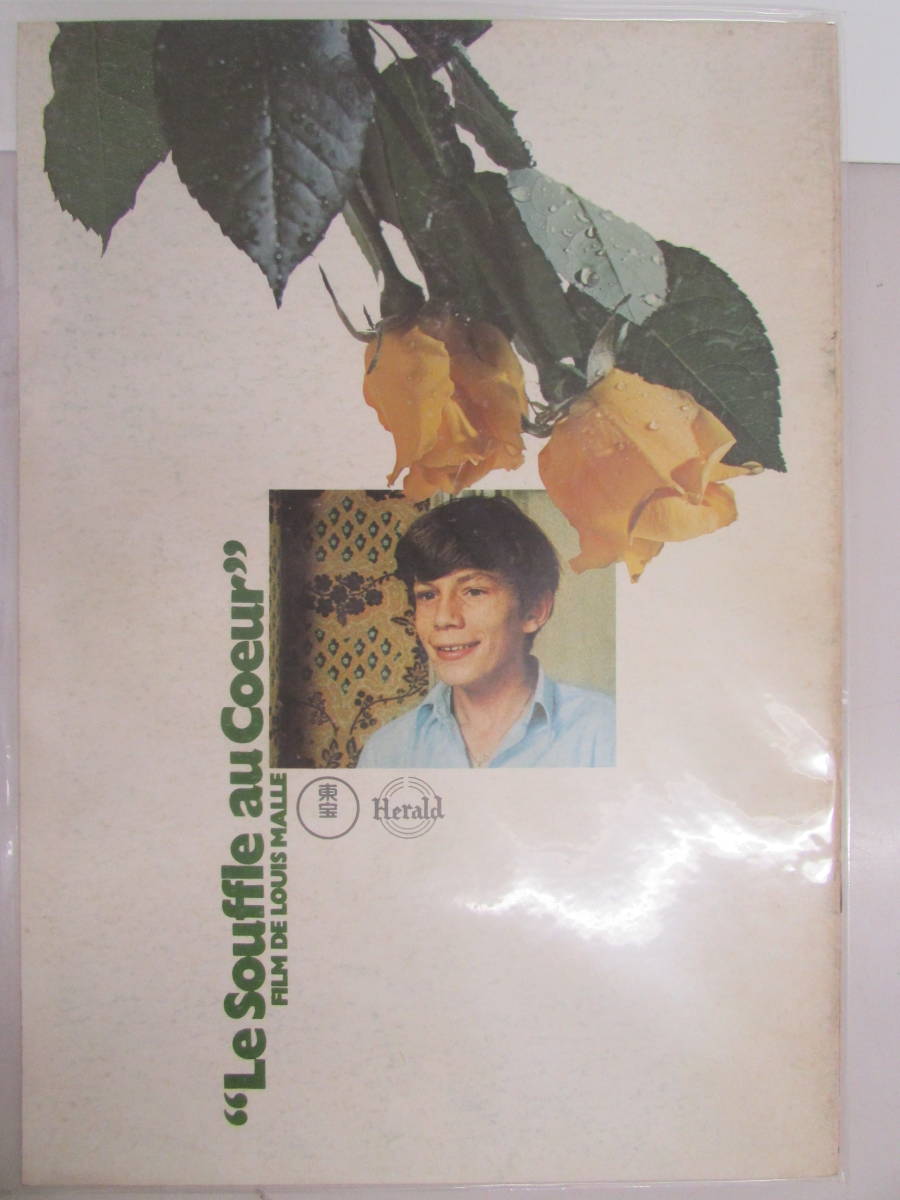 “Le Souffle au Coeur”
FILM DE LOUIS MALLE
東宝
Herald